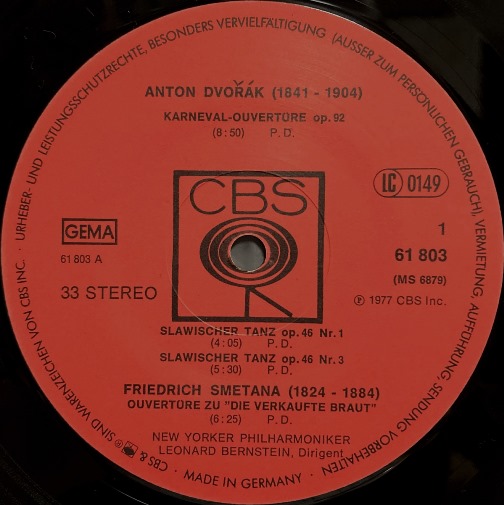 URHEBER- UND LEISTUNGSSCHUTZRECHTE, BESONDERS VERVIELFÄLTIGUNG (AUSSER ZUM PERSÖNLICHEN GEBRAUCH), VERMIETUNG, AUFFÜHRUNG, SENDUNG VORBEHALTEN
ANTON DVOŘÁK (1841 - 1904)
KARNEVAL-OUVERTÜRE op. 92
(8:50) P. D.
CBS
LC 0149
GEMA
1
61 803 A
61 803
(MS 6879)
33 STEREO
℗ 1977 CBS Inc.
SLAWISCHER TANZ op. 46 Nr. 1
(4:05) P. D.
SLAWISCHER TANZ op. 46 Nr. 3
(5:30) P. D.
FRIEDRICH SMETANA (1824 - 1884)
OUVERTÜRE ZU "DIE VERKAUFTE BRAUT"
(6:25) P. D.
NEW YORKER PHILHARMONIKER
LEONARD BERNSTEIN, Dirigent
CBS & ® SIND WARENZEICHEN VON CBS INC. ·
· MADE IN GERMANY ·